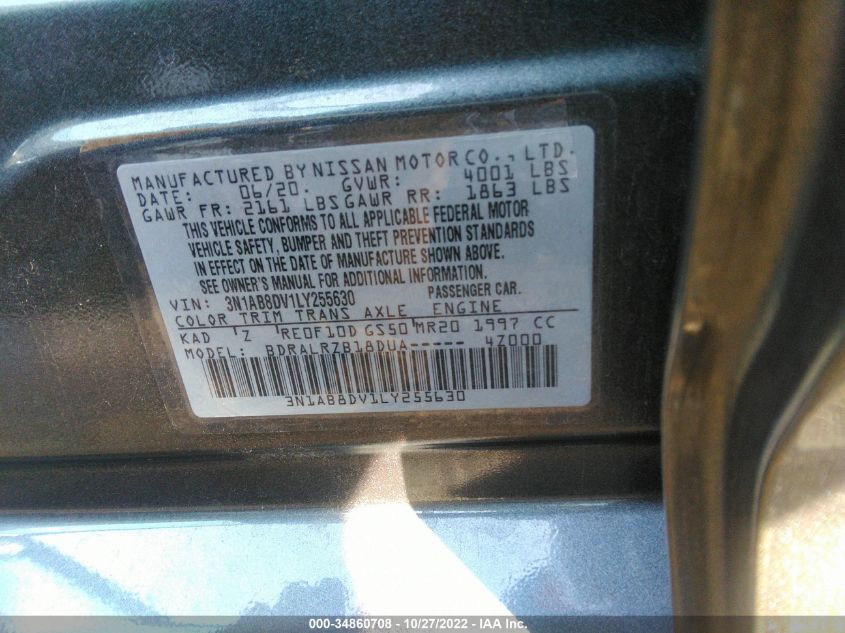 MANUFACTURED BY NISSAN MOTOR CO., LTD.
DATE: 06/20. GVWR: 4001 LBS
GAWR FR: 2161 LBS GAWR RR: 1863 LBS
THIS VEHICLE CONFORMS TO ALL APPLICABLE FEDERAL MOTOR
VEHICLE SAFETY, BUMPER AND THEFT PREVENTION STANDARDS
IN EFFECT ON THE DATE OF MANUFACTURE SHOWN ABOVE.
SEE OWNER'S MANUAL FOR ADDITIONAL INFORMATION.
VIN: 3N1AB8DV1LY255630 PASSENGER CAR.
COLOR TRIM TRANS AXLE ENGINE
KAD 'Z 'RE0F10D GS50 MR20 1997 CC
MODEL: BDRALRZB18DUA----- 4Z000
3N1AB8DV1LY255630
000-34860708 - 10/27/2022 - IAA Inc.